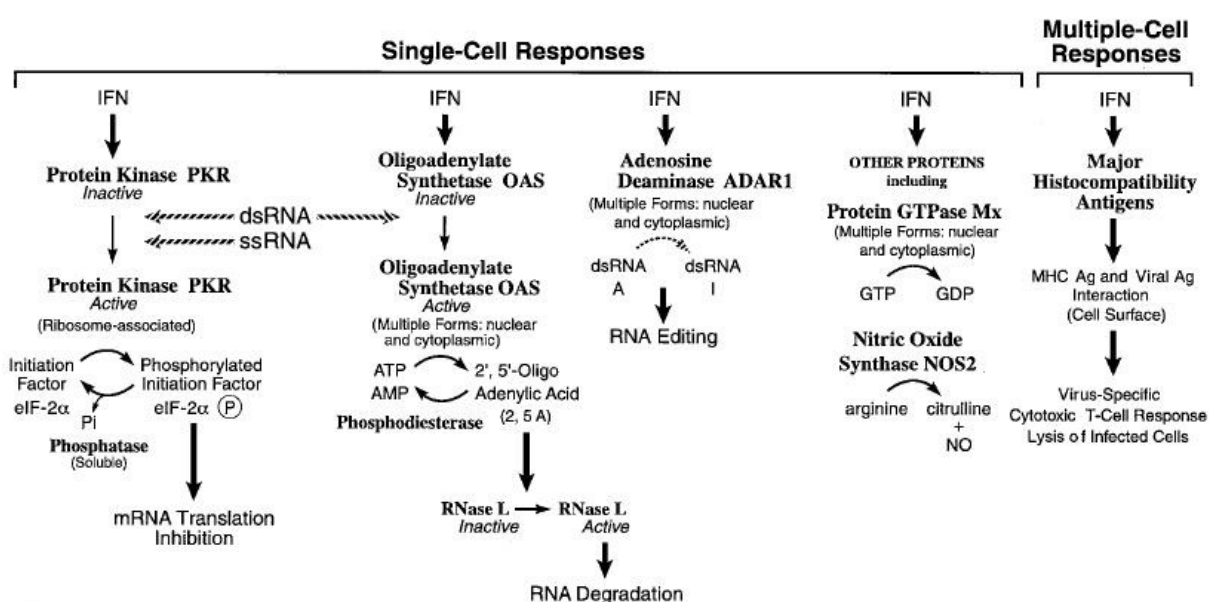 Single-Cell Responses
Multiple-Cell
Responses
IFN
Protein Kinase PKR
Inactive
dsRNA
ssRNA
Protein Kinase PKR
Active
(Ribosome-associated)
Initiation
Factor
eIF-2α
Phosphorylated
Initiation Factor
eIF-2α P
Pi
Phosphatase
(Soluble)
mRNA Translation
Inhibition
IFN
Oligoadenylate
Synthetase OAS
Inactive
Oligoadenylate
Synthetase OAS
Active
(Multiple Forms: nuclear
and cytoplasmic)
ATP
AMP
2', 5'-Oligo
Adenylic Acid
(2, 5 A)
Phosphodiesterase
RNase L
Inactive
RNase L
Active
RNA Degradation
IFN
Adenosine
Deaminase ADAR1
(Multiple Forms: nuclear
and cytoplasmic)
dsRNA
A
dsRNA
I
RNA Editing
IFN
OTHER PROTEINS
including
Protein GTPase Mx
(Multiple Forms: nuclear
and cytoplasmic)
GTP
GDP
Nitric Oxide
Synthase NOS2
arginine
citrulline
+
NO
IFN
Major
Histocompatibility
Antigens
MHC Ag and Viral Ag
Interaction
(Cell Surface)
Virus-Specific
Cytotoxic T-Cell Response
Lysis of Infected Cells